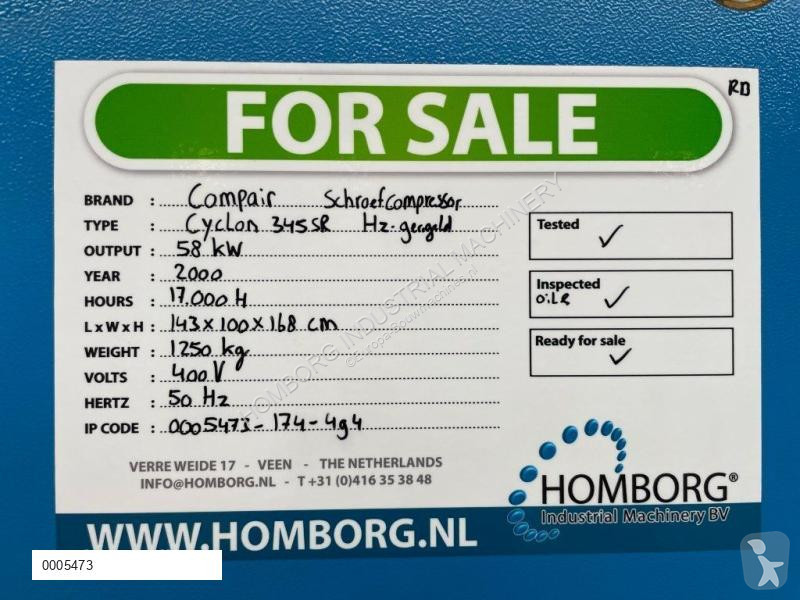 RD
FOR SALE
BRAND : Compair Schroefcompressor
TYPE : Cyclon 345SR Hz-geregeld
OUTPUT : 58 kW
YEAR : 2000
HOURS : 17.000 H
L x W x H : 143 x 100 x 168 cm
WEIGHT : 1250 kg
VOLTS : 400 V
HERTZ : 50 Hz
IP CODE : 0005473-174-4g4
Tested ✓
Inspected ✓
Ready for sale ✓
VERRE WEIDE 17 - VEEN - THE NETHERLANDS
INFO@HOMBORG.NL - T +31 (0)416 35 38 48
HOMBORG®
Industrial Machinery BV
WWW.HOMBORG.NL
0005473
HOMBORG INDUSTRIAL MACHINERY